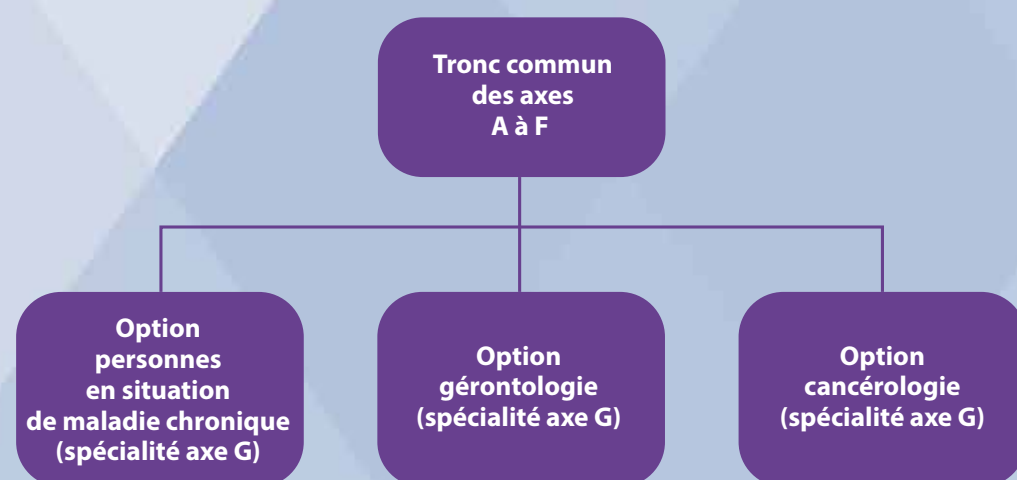 Tronc commun
des axes
A à F
Option
personnes
en situation
de maladie chronique
(spécialité axe G)
Option
gérontologie
(spécialité axe G)
Option
cancérologie
(spécialité axe G)